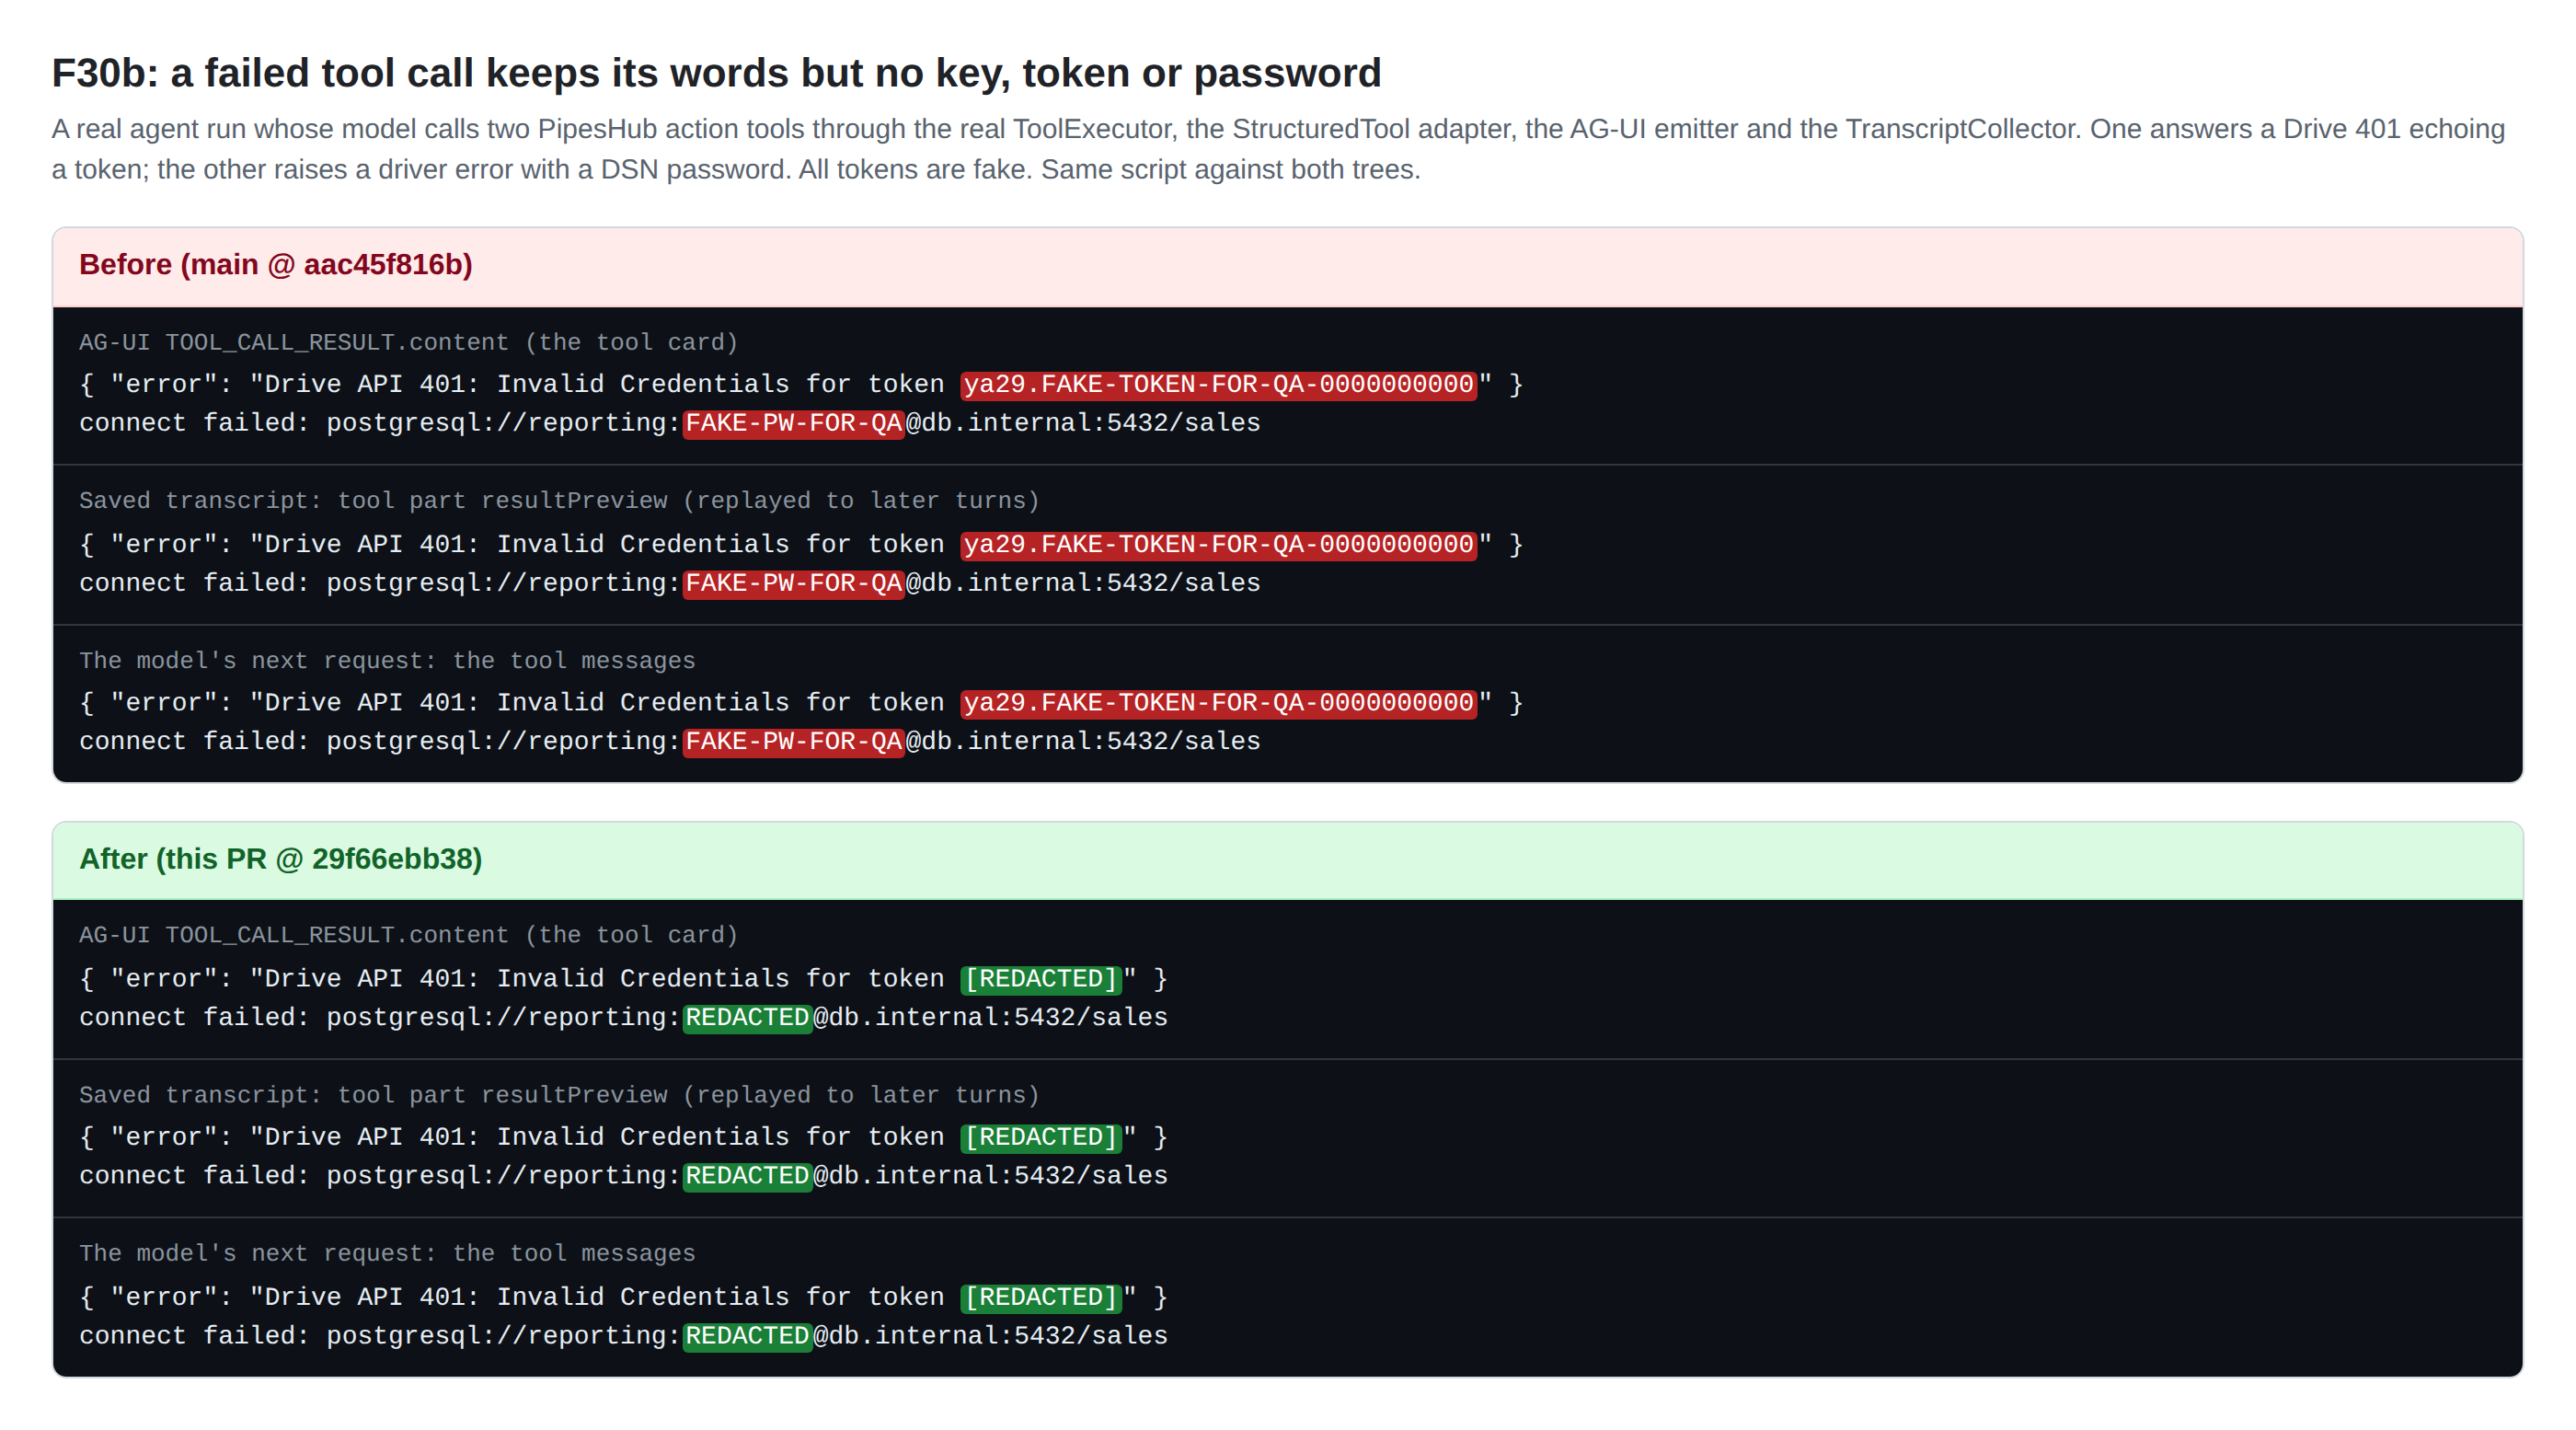 F30b: a failed tool call keeps its words but no key, token or password
A real agent run whose model calls two PipesHub action tools through the real ToolExecutor, the StructuredTool adapter, the AG-UI emitter and the TranscriptCollector. One answers a Drive 401 echoing
a token; the other raises a driver error with a DSN password. All tokens are fake. Same script against both trees.
Before (main @ aac45f816b)
AG-UI TOOL_CALL_RESULT.content (the tool card)
{ "error": "Drive API 401: Invalid Credentials for token ya29.FAKE-TOKEN-FOR-QA-0000000000" }
connect failed: postgresql://reporting:FAKE-PW-FOR-QA@db.internal:5432/sales
Saved transcript: tool part resultPreview (replayed to later turns)
{ "error": "Drive API 401: Invalid Credentials for token ya29.FAKE-TOKEN-FOR-QA-0000000000" }
connect failed: postgresql://reporting:FAKE-PW-FOR-QA@db.internal:5432/sales
The model's next request: the tool messages
{ "error": "Drive API 401: Invalid Credentials for token ya29.FAKE-TOKEN-FOR-QA-0000000000" }
connect failed: postgresql://reporting:FAKE-PW-FOR-QA@db.internal:5432/sales
After (this PR @ 29f66ebb38)
AG-UI TOOL_CALL_RESULT.content (the tool card)
{ "error": "Drive API 401: Invalid Credentials for token [REDACTED]" }
connect failed: postgresql://reporting:REDACTED@db.internal:5432/sales
Saved transcript: tool part resultPreview (replayed to later turns)
{ "error": "Drive API 401: Invalid Credentials for token [REDACTED]" }
connect failed: postgresql://reporting:REDACTED@db.internal:5432/sales
The model's next request: the tool messages
{ "error": "Drive API 401: Invalid Credentials for token [REDACTED]" }
connect failed: postgresql://reporting:REDACTED@db.internal:5432/sales